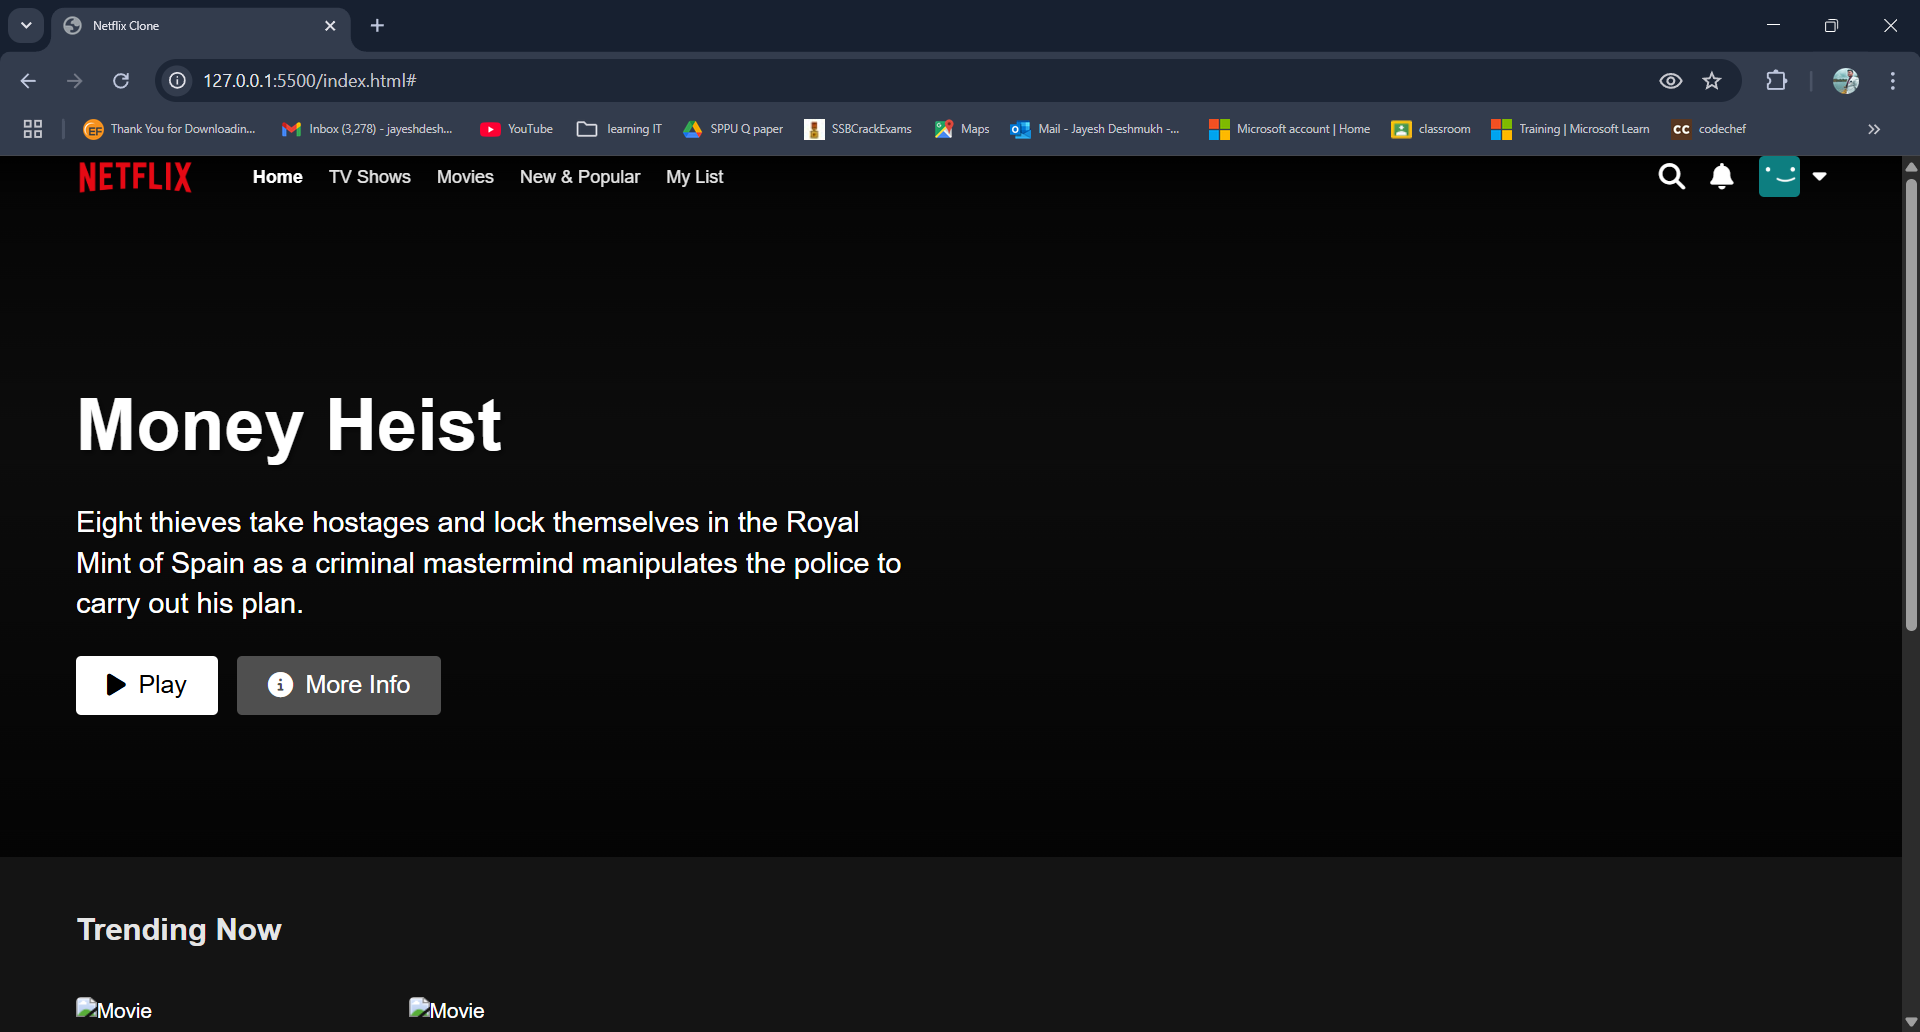 Netflix Clone
127.0.0.1:5500/index.html#
Thank You for Downloadin...
Inbox (3,278) - jayeshdesh...
YouTube
learning IT
SPPU Q paper
SSBCrackExams
Maps
Mail - Jayesh Deshmukh -...
Microsoft account | Home
classroom
Training | Microsoft Learn
CC codechef
NETFLIX
Home
TV Shows
Movies
New & Popular
My List
Money Heist
Eight thieves take hostages and lock themselves in the Royal
Mint of Spain as a criminal mastermind manipulates the police to
carry out his plan.
Play
More Info
Trending Now
Movie
Movie